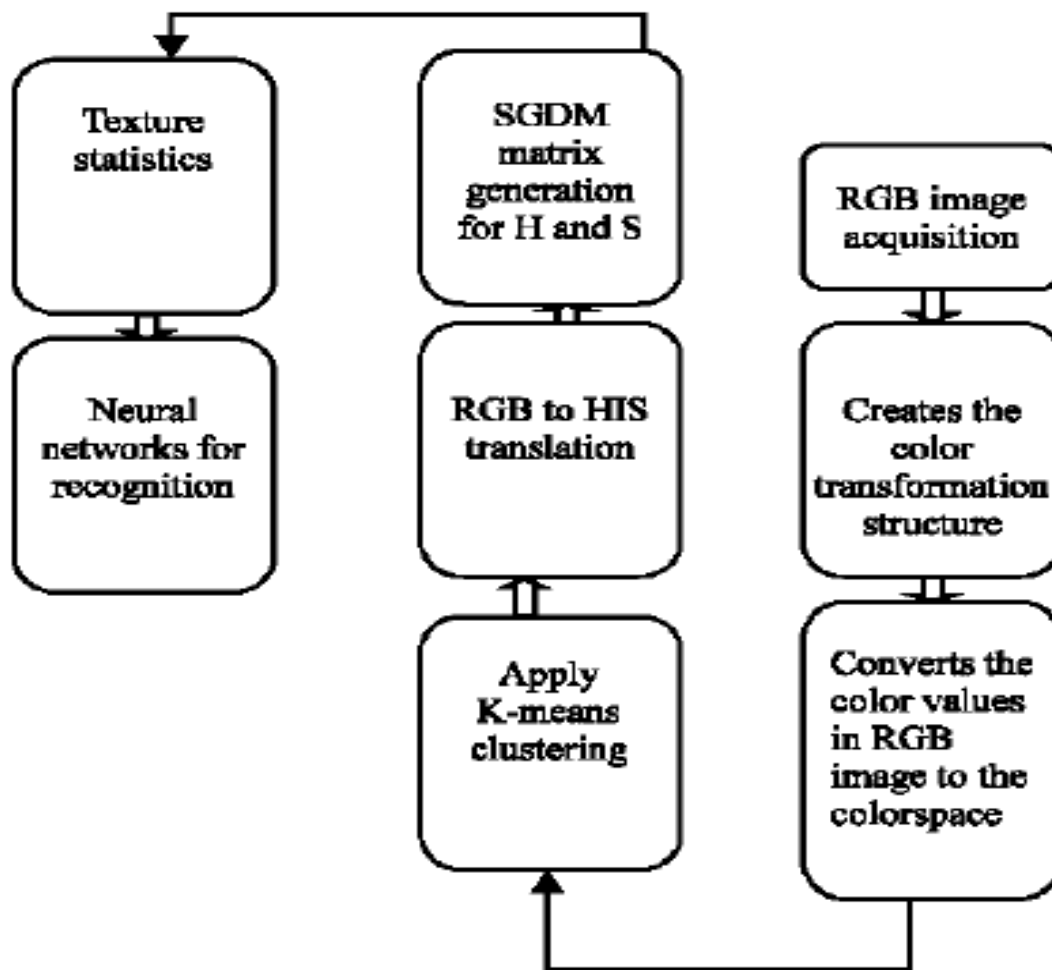 Texture
statistics
Neural
networks for
recognition
SGDM
matrix
generation
for H and S
RGB to HIS
translation
Apply
K-means
clustering
RGB image
acquisition
Creates the
color
transformation
structure
Converts the
color values
in RGB
image to the
colorspace